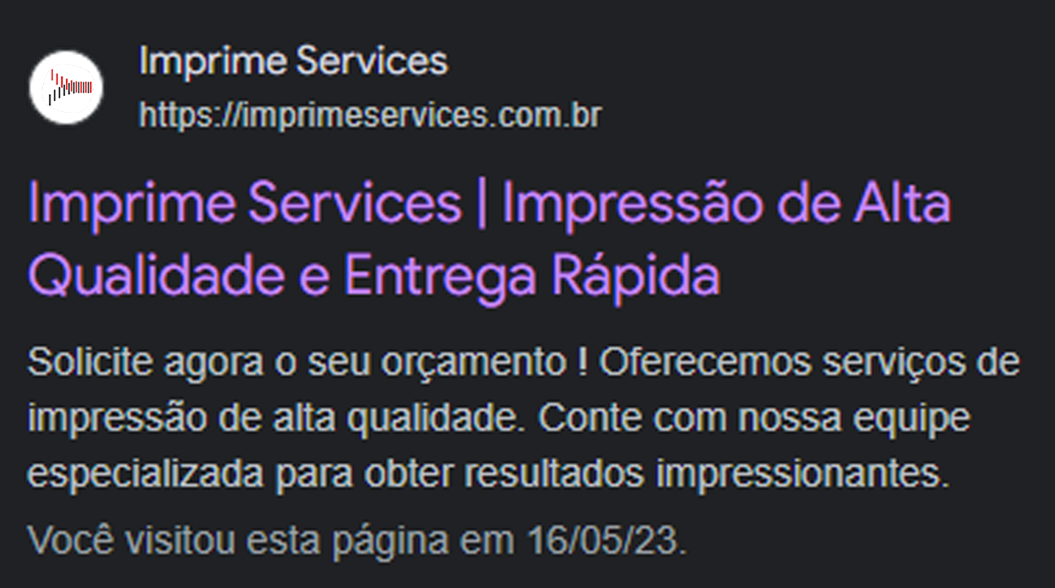 Imprime Services
https://imprimeservices.com.br
Imprime Services | Impressão de Alta
Qualidade e Entrega Rápida
Solicite agora o seu orçamento ! Oferecemos serviços de
impressão de alta qualidade. Conte com nossa equipe
especializada para obter resultados impressionantes.
Você visitou esta página em 16/05/23.